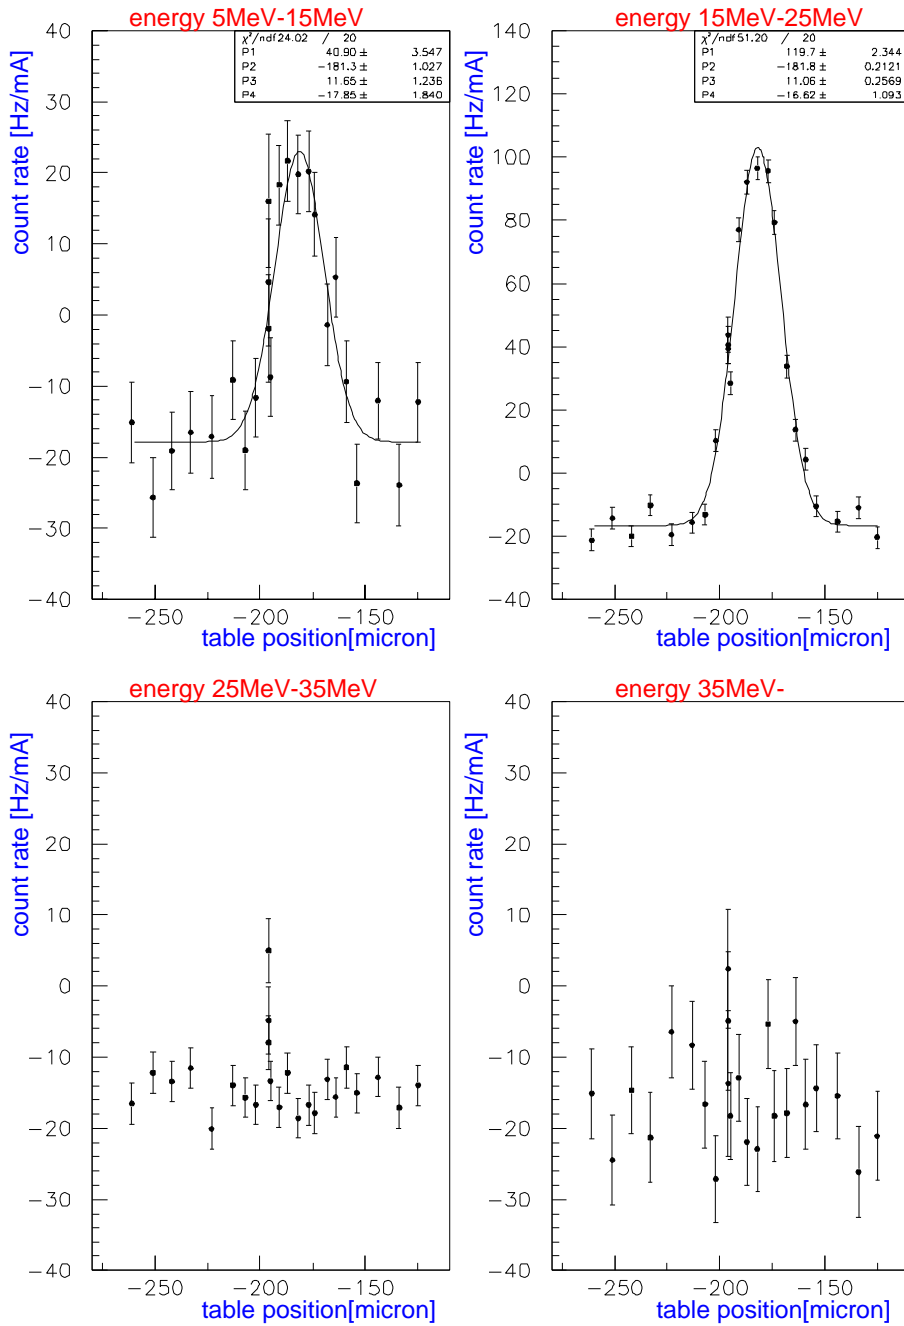 energy 5MeV-15MeV
χ²/ndf 24.02 / 20
P1 40.90 ± 3.547
P2 -181.3 ± 1.027
P3 11.65 ± 1.236
P4 -17.85 ± 1.840
count rate [Hz/mA]
40
30
20
10
0
-10
-20
-30
-40
-250 -200 -150
table position[micron]
energy 15MeV-25MeV
χ²/ndf 51.20 / 20
P1 119.7 ± 2.344
P2 -181.8 ± 0.2121
P3 11.06 ± 0.2569
P4 -16.62 ± 1.093
count rate [Hz/mA]
140
120
100
80
60
40
20
0
-20
-40
-250 -200 -150
table position[micron]
energy 25MeV-35MeV
count rate [Hz/mA]
40
30
20
10
0
-10
-20
-30
-40
-250 -200 -150
table position[micron]
energy 35MeV-
count rate [Hz/mA]
40
30
20
10
0
-10
-20
-30
-40
-250 -200 -150
table position[micron]